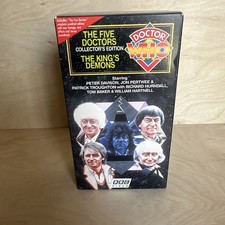 THE FIVE
DOCTORS
COLLECTOR'S EDITION
THE KING'S
DEMONS
DOCTOR
WHO
Starring
PETER DAVISON, JON PERTWEE &
PATRICK TROUGHTON with RICHARD HURNDALL,
TOM BAKER & WILLIAM HARTNELL
BBC